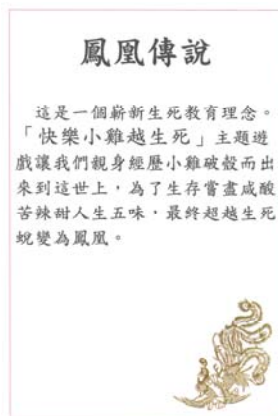 鳳凰傳說
這是一個嶄新生死教育理念。
「快樂小雞越生死」主題遊
戲讓我們親身經歷小雞破殼而出
來到這世上，為了生存嘗盡咸酸
苦辣甜人生五味，最終超越生死
蛻變為鳳凰。